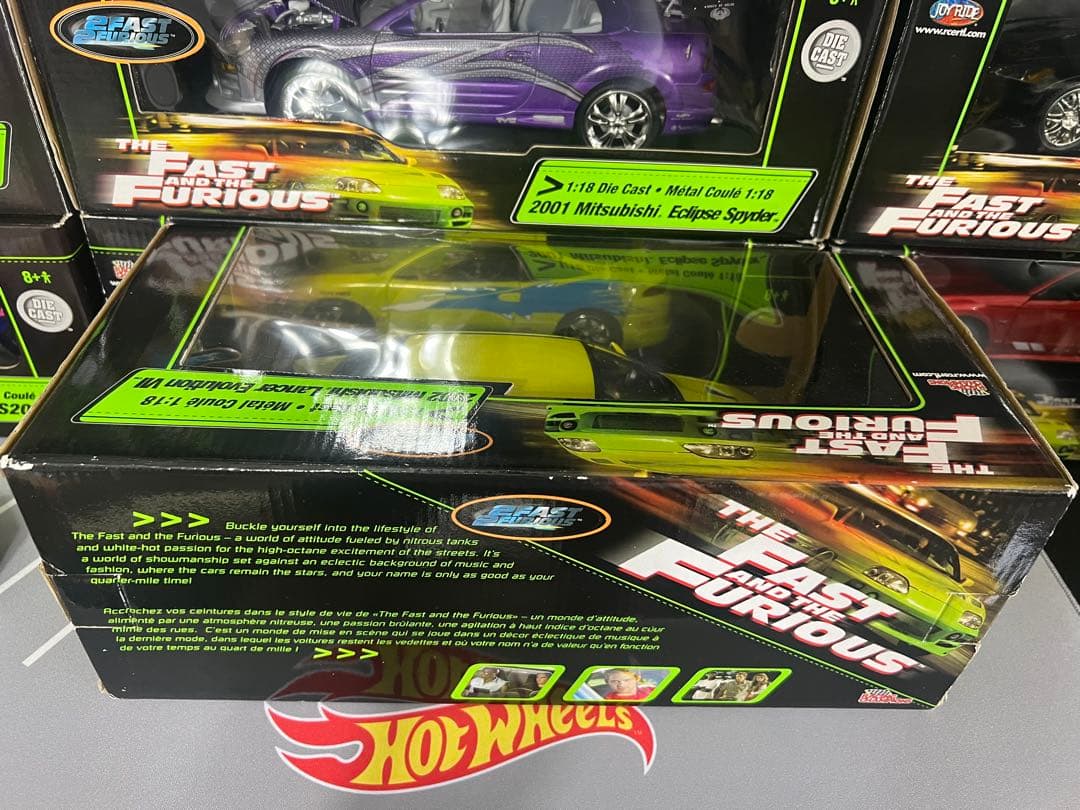 2 FAST
2 FURIOUS
THE
FAST
AND THE
FURIOUS
DIE
CAST
1:18 Die Cast • Métal Coulé 1:18
2001 Mitsubishi. Eclipse Spyder.
JOY RIDE
www.rcertl.com
THE
FAST
AND THE
FURIOUS
8+
DIE
CAST
Coulé
S20
Métal Coulé 1:18
2002 Mitsubishi. Lancer Evolution VII.
www.rcertl.com
THE
FAST
AND THE
FURIOUS
2 FAST
2 FURIOUS
>>> Buckle yourself into the lifestyle of
The Fast and the Furious – a world of attitude fueled by nitrous tanks
and white-hot passion for the high-octane excitement of the streets. It's
a world of showmanship set against an eclectic background of music and
fashion, where the cars remain the stars, and your name is only as good as your
quarter-mile time!
Accrochez vos ceintures dans le style de vie de «The Fast and the Furious» – un monde d'attitude,
alimenté par une atmosphère nitreuse, une passion brûlante, une agitation à haut indice d'octane au cúur
mime des rues. C'est un monde de mise en scène qui se joue dans un décor éclectique de musique à
la dernière mode, dans lequel les voitures restent les vedettes et où votre nom n'a de valeur qu'en fonction
de votre temps au quart de mille ! >>>
THE
FAST
AND THE
FURIOUS
HOT WHEELS